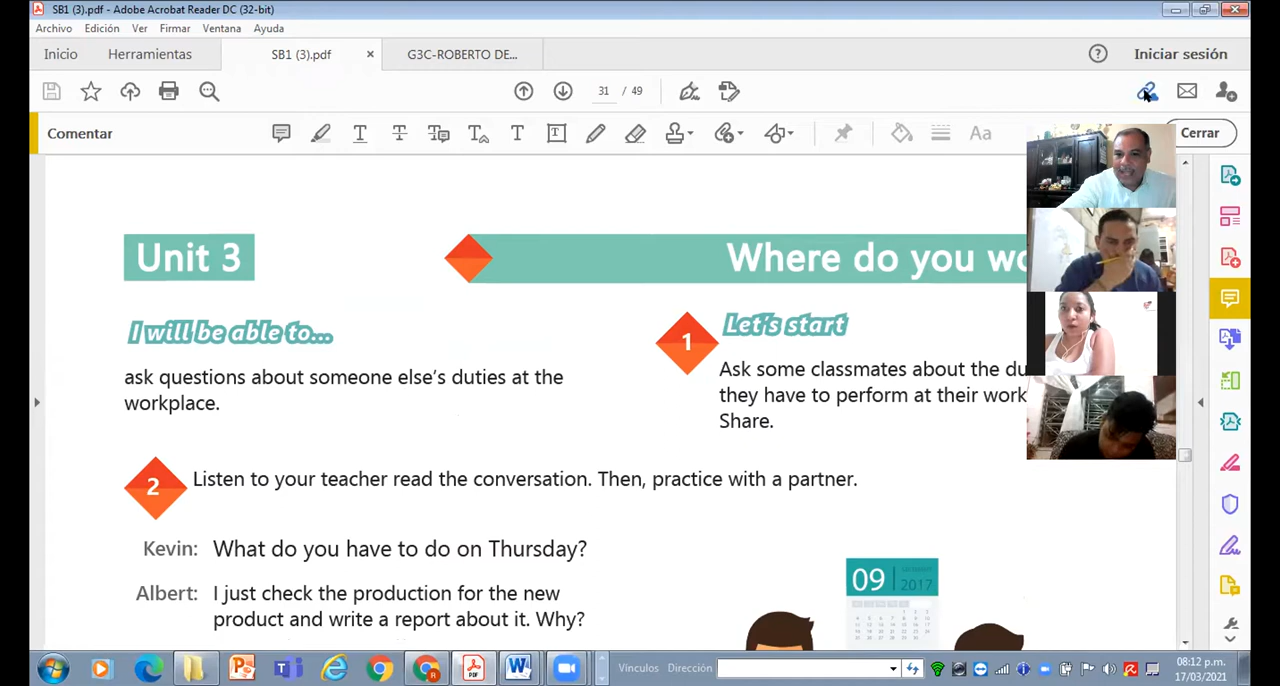 SB1 (3).pdf - Adobe Acrobat Reader DC (32-bit)
Archivo Edición Ver Firmar Ventana Ayuda
Inicio Herramientas SB1 (3).pdf × G3C-ROBERTO DE... ? Iniciar sesión
31 / 49
Comentar Aa Cerrar
Unit 3 Where do you wo
I will be able to...
ask questions about someone else's duties at the
workplace.
1 Let's start
Ask some classmates about the du
they have to perform at their work
Share.
2 Listen to your teacher read the conversation. Then, practice with a partner.
Kevin: What do you have to do on Thursday?
Albert: I just check the production for the new
product and write a report about it. Why?
09
2017
Vínculos Dirección
08:12 p.m.
17/03/2021